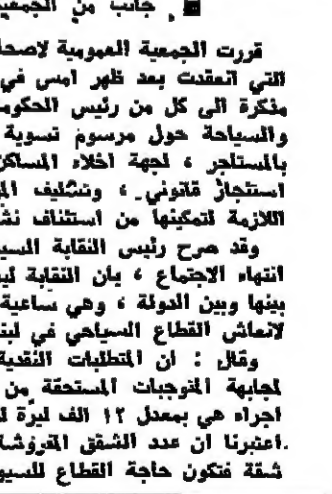 جانب من الجمعي
قررت الجمعية العمومية لاصحا
التي انعقدت بعد ظهر امس في
مذكرة الى كل من رئيس الحكوم
والسياحة حول مرسوم تسوية
بالمستأجر ، لجهة اخلاء المساكن
استئجار قانوني ، وتسليف الم
اللازمة لتمكينها من استئناف نش
وقد صرح رئيس النقابة السي
انتهاء الاجتماع ، بأن النقابة لي
بينها وبين الدولة ، وهي ساعية
لانعاش القطاع السياحي في لبن
وقال : ان المتطلبات النقدية
لمجابهة المتوجبات المستحقة من
اجراء هي بمعدل ١٢ الف ليرة ل
اعتبرنا ان عدد الشقق المفروشا
شقة فتكون حاجة القطاع للسيو